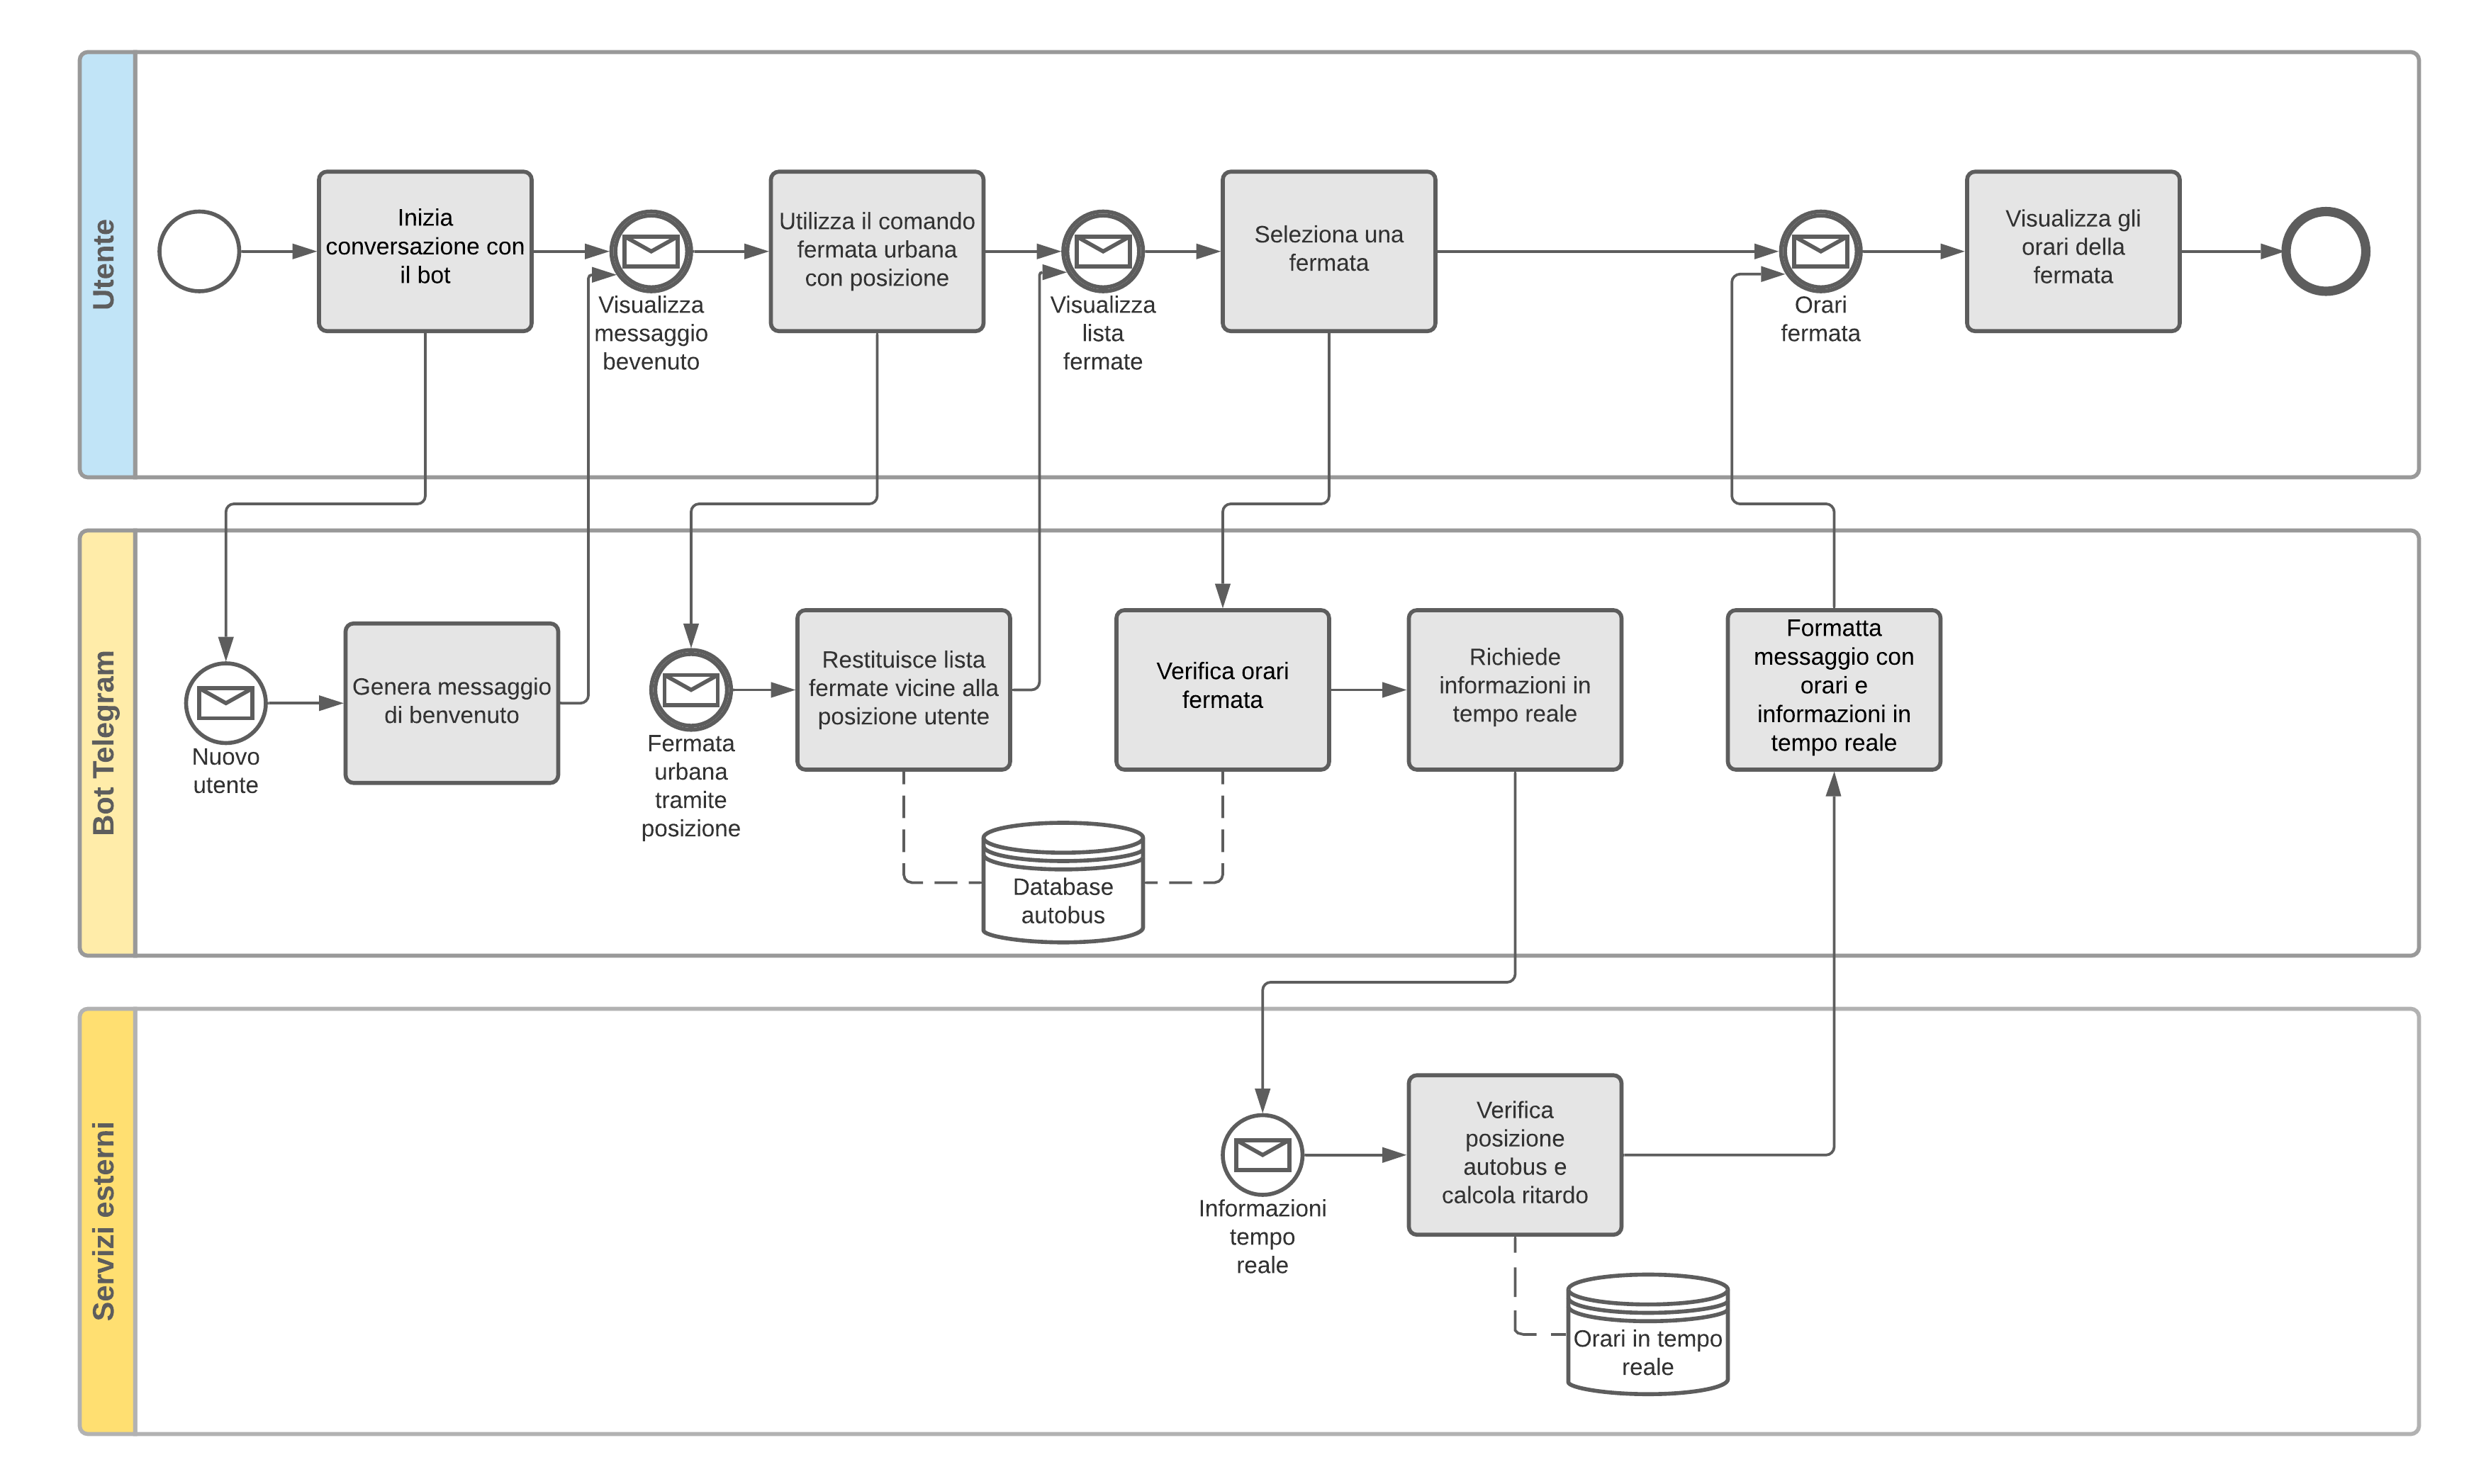 Utente
Inizia
conversazione con
il bot
Visualizza
messaggio
bevenuto
Utilizza il comando
fermata urbana
con posizione
Visualizza
lista
fermate
Seleziona una
fermata
Orari
fermata
Visualizza gli
orari della
fermata
Bot Telegram
Nuovo
utente
Genera messaggio
di benvenuto
Fermata
urbana
tramite
posizione
Restituisce lista
fermate vicine alla
posizione utente
Database
autobus
Verifica orari
fermata
Richiede
informazioni in
tempo reale
Formatta
messaggio con
orari e
informazioni in
tempo reale
Servizi esterni
Informazioni
tempo
reale
Verifica
posizione
autobus e
calcola ritardo
Orari in tempo
reale